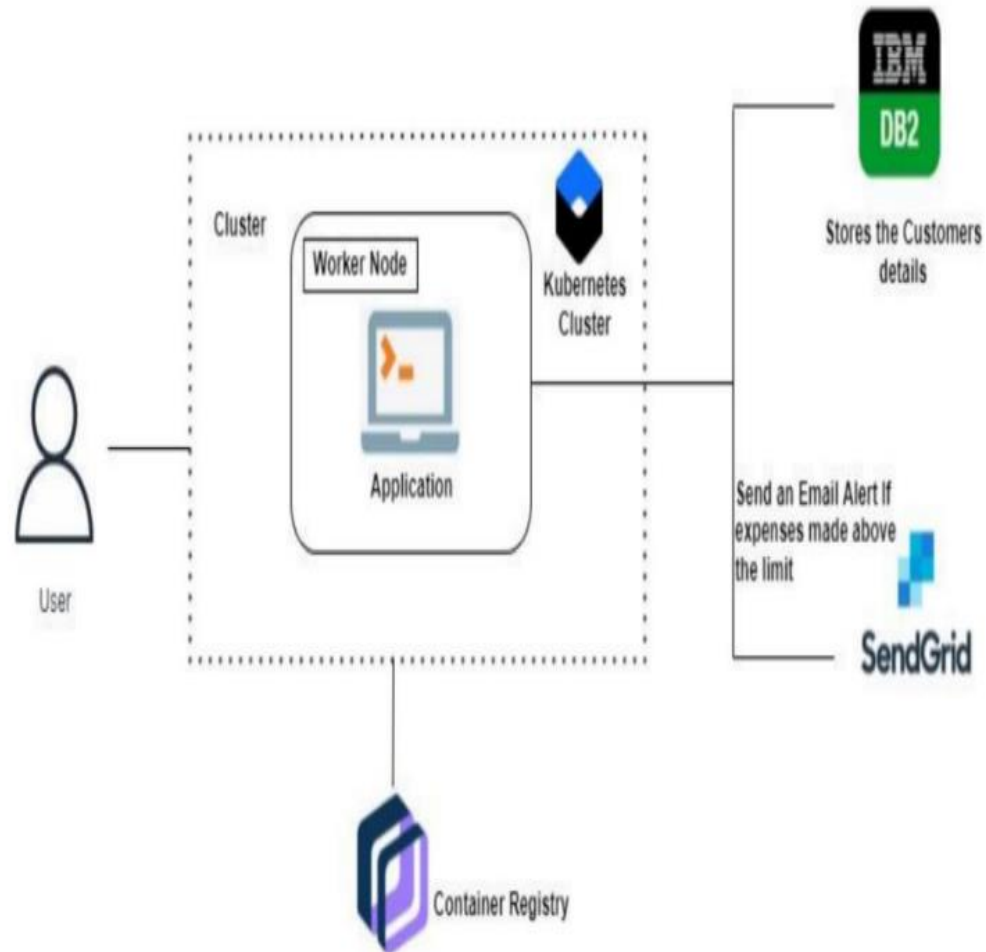 IBM
DB2
Stores the Customers
details
Cluster
Worker Node
Kubernetes
Cluster
Application
User
Send an Email Alert If
expenses made above
the limit
SendGrid
Container Registry